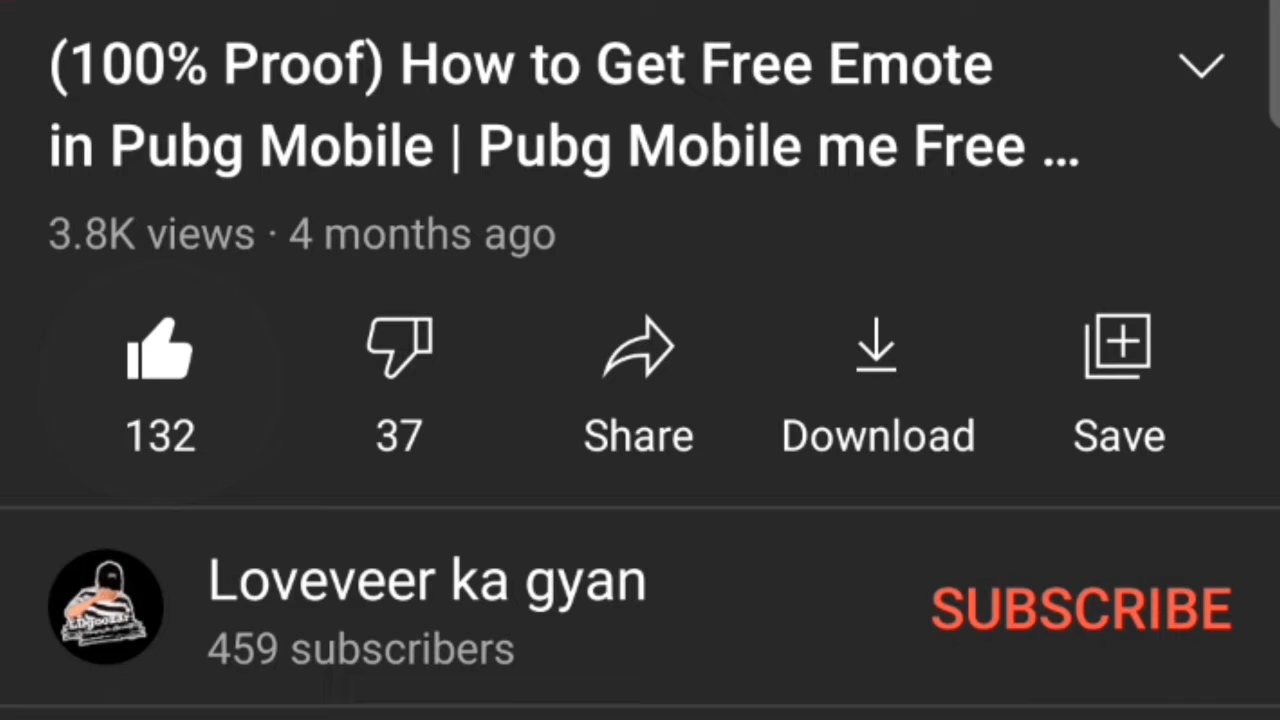 (100% Proof) How to Get Free Emote
in Pubg Mobile | Pubg Mobile me Free ...
3.8K views · 4 months ago
132
37
Share
Download
Save
Loveveer ka gyan
459 subscribers
SUBSCRIBE